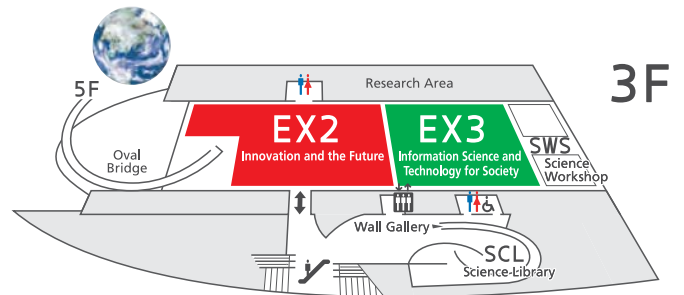 3F
5F
Research Area
EX2
Innovation and the Future
EX3
Information Science and
Technology for Society
SWS
Science
Workshop
Oval
Bridge
Wall Gallery
SCL
Science-Library